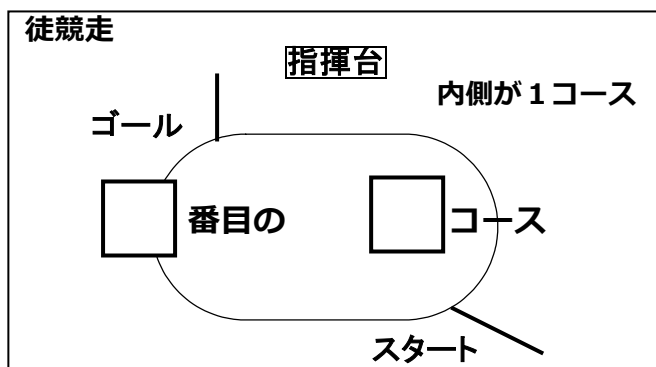 徒競走
指揮台
内側が１コース
ゴール
番目の
コース
スタート